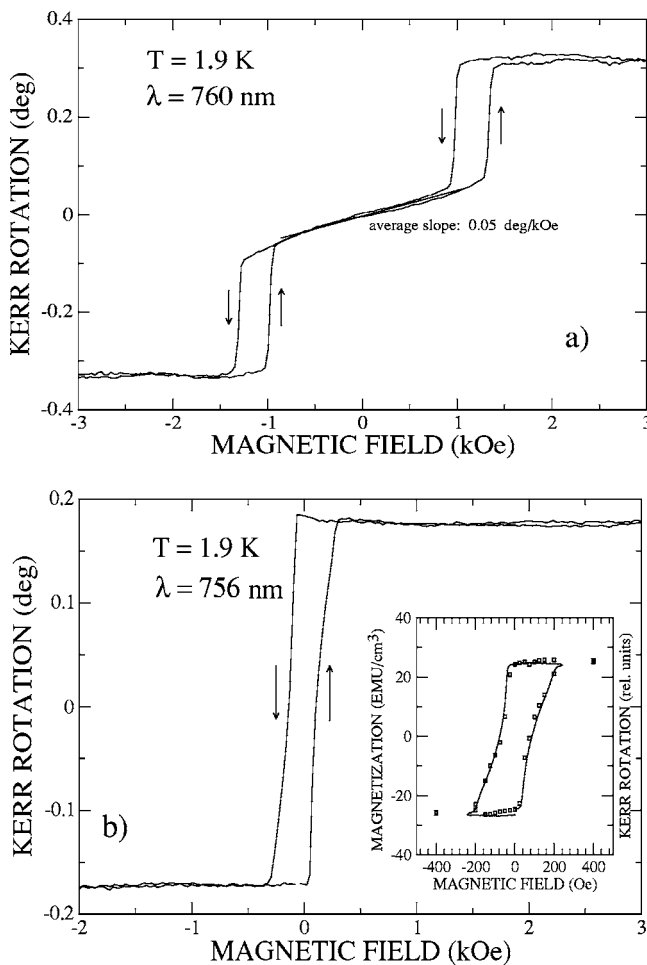 0.4
0.2
0
-0.2
-0.4
KERR ROTATION (deg)
T = 1.9 K
λ = 760 nm
average slope: 0.05 deg/kOe
a)
-3 -2 -1 0 1 2 3
MAGNETIC FIELD (kOe)
0.2
0.1
0
-0.1
-0.2
KERR ROTATION (deg)
T = 1.9 K
λ = 756 nm
b)
40
20
0
-20
-40
MAGNETIZATION (EMU/cm³)
KERR ROTATION (rel. units)
-400 -200 0 200 400
MAGNETIC FIELD (Oe)
-2 -1 0 1 2 3
MAGNETIC FIELD (kOe)